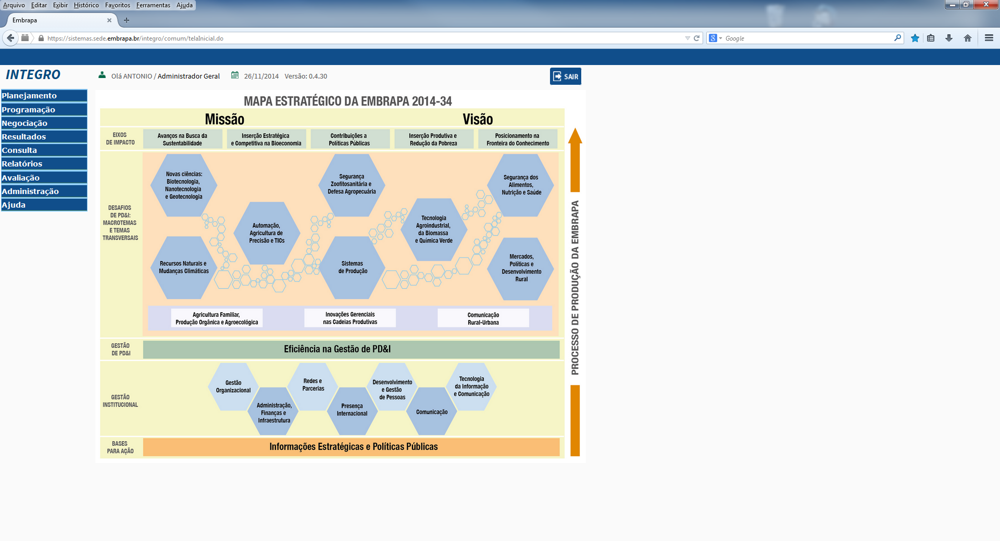 Arquivo Editar Exibir Histórico Favoritos Ferramentas Ajuda
Embrapa
https://sistemas.sede.embrapa.br/integro/comum/telaInicial.do
Google
INTEGRO
Olá ANTONIO / Administrador Geral 26/11/2014 Versão: 0.4.30
SAIR
Planejamento
Programação
Negociação
Resultados
Consulta
Relatórios
Avaliação
Administração
Ajuda
MAPA ESTRATÉGICO DA EMBRAPA 2014-34
Missão
Visão
EIXOS
DE IMPACTO
Avanços na Busca da
Sustentabilidade
Inserção Estratégica
e Competitiva na Bioeconomia
Contribuições a
Políticas Públicas
Inserção Produtiva e
Redução da Pobreza
Posicionamento na
Fronteira do Conhecimento
DESAFIOS
DE PD&I:
MACROTEMAS
E TEMAS
TRANSVERSAIS
Novas ciências:
Biotecnologia,
Nanotecnologia
e Geotecnologia
Segurança
Zoofitosanitária e
Defesa Agropecuária
Segurança dos
Alimentos,
Nutrição e Saúde
Automação,
Agricultura de
Precisão e TICs
Tecnologia
Agroindustrial,
da Biomassa
e Química Verde
Recursos Naturais e
Mudanças Climáticas
Sistemas
de Produção
Mercados,
Políticas e
Desenvolvimento
Rural
Agricultura Familiar,
Produção Orgânica e Agroecológica
Inovações Gerenciais
nas Cadeias Produtivas
Comunicação
Rural-Urbana
GESTÃO
DE PD&I
Eficiência na Gestão de PD&I
GESTÃO
INSTITUCIONAL
Gestão
Organizacional
Administração,
Finanças e
Infraestrutura
Redes e
Parcerias
Presença
Internacional
Desenvolvimento
e Gestão
de Pessoas
Comunicação
Tecnologia
da Informação
e Comunicação
BASES
PARA AÇÃO
Informações Estratégicas e Políticas Públicas
PROCESSO DE PRODUÇÃO DA EMBRAPA